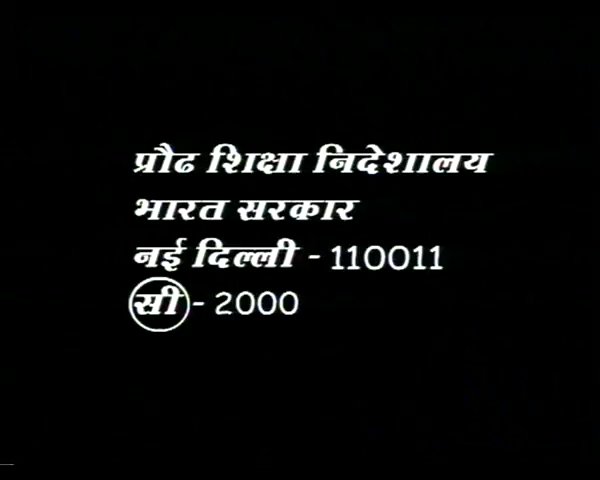 प्रौढ शिक्षा निदेशालय
भारत सरकार
नई दिल्ली - 110011
सी - 2000